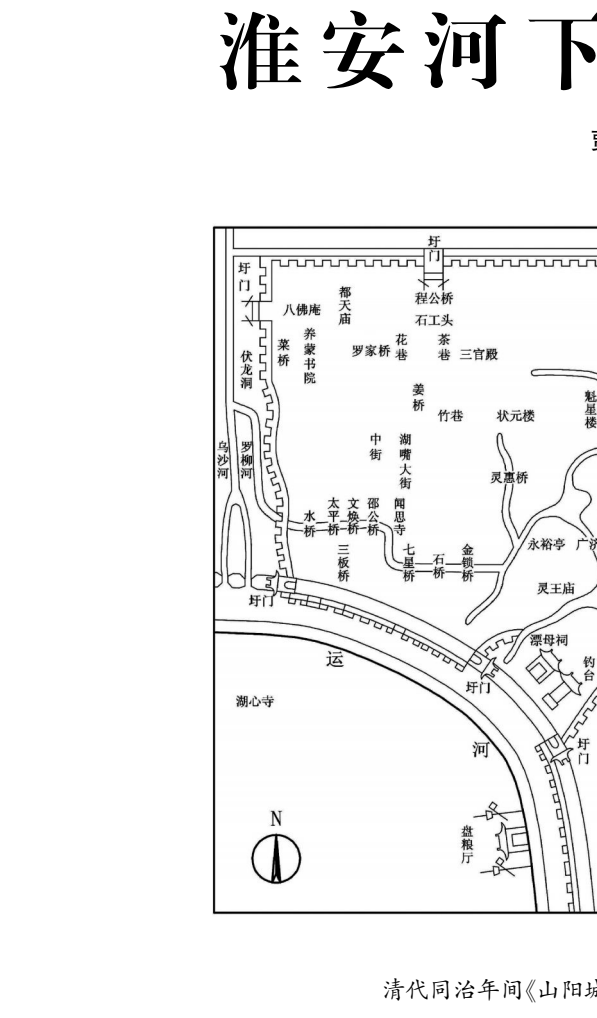 淮安河下
圩门
圩门
都天庙
八佛庵
程公桥
石工头
养蒙书院
菜桥
花巷
茶巷
罗家桥
三官殿
伏龙洞
姜桥
魁星楼
竹巷
状元楼
中街
湖嘴大街
乌沙河
罗柳河
灵惠桥
水桥
太平桥
文焕桥
邵公桥
闻思寺
三板桥
七星桥
石桥
金锁桥
永裕亭
广济
灵王庙
圩门
漂母祠
钓台
运
圩门
湖心寺
河
圩门
N
盘粮厅
清代同治年间《山阳城